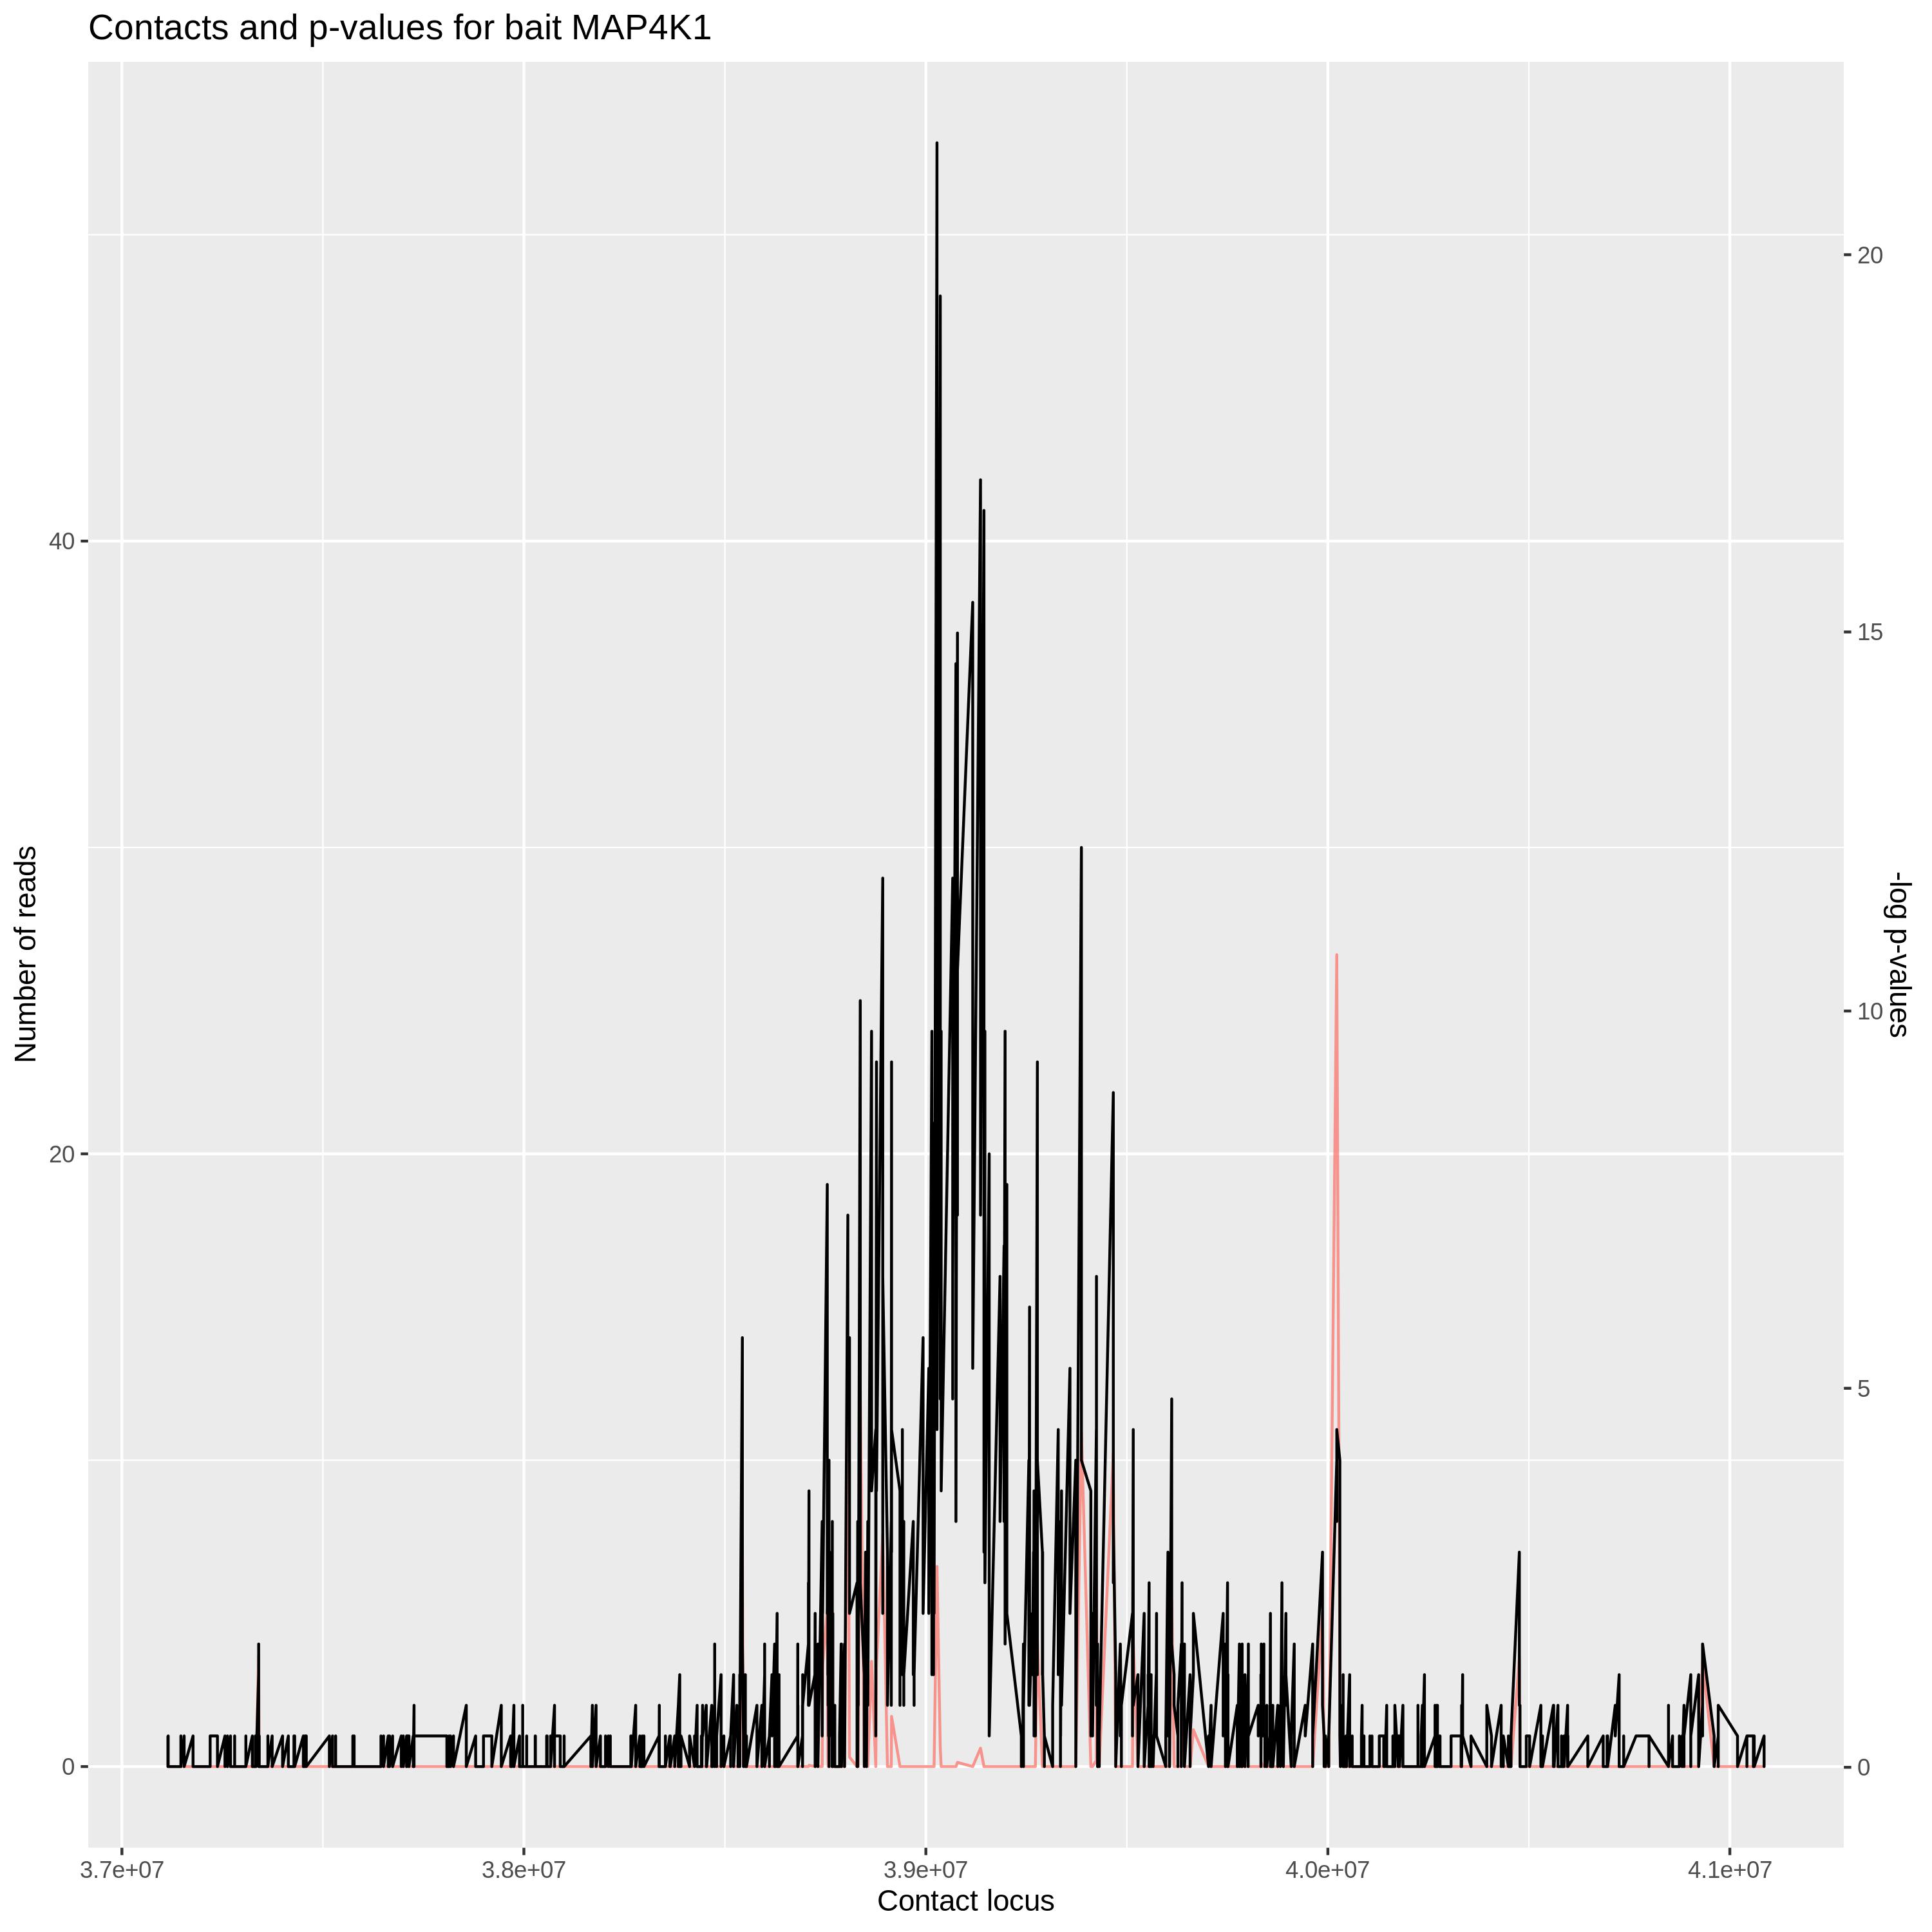 Contacts and p-values for bait MAP4K1
Number of reads
40
20
0
20
15
10
5
0
-log p-values
3.7e+07 3.8e+07 3.9e+07 4.0e+07 4.1e+07
Contact locus